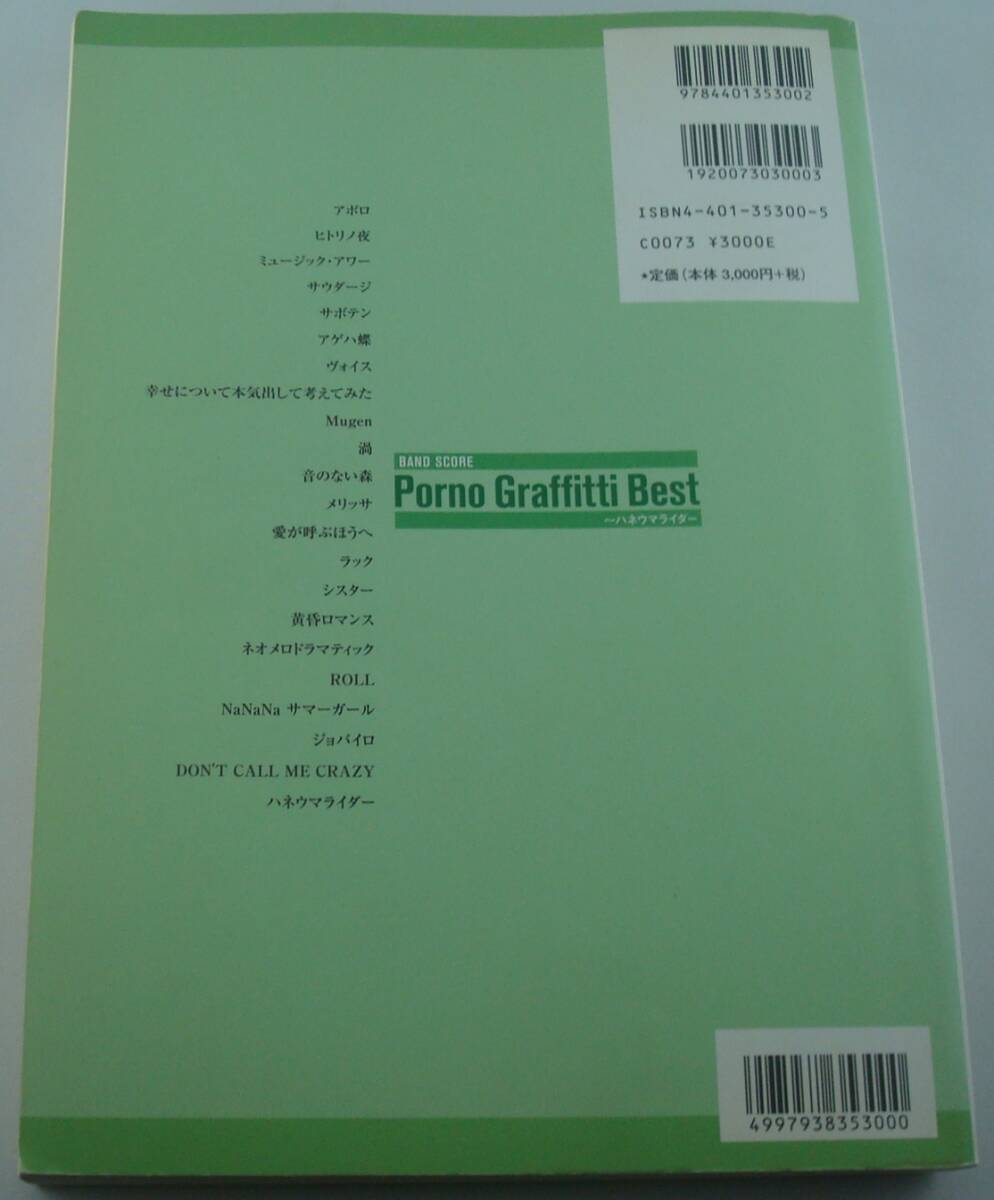 9784401353002
1920073030003
ISBN4-401-35300-5
C0073 ¥3000E
*定価(本体 3,000円+税)
アポロ
ヒトリノ夜
ミュージック・アワー
サウダージ
サボテン
アゲハ蝶
ヴォイス
幸せについて本気出して考えてみた
Mugen
渦
音のない森
メリッサ
愛が呼ぶほうへ
ラック
シスター
黄昏ロマンス
ネオメロドラマティック
ROLL
NaNaNa サマーガール
ジョバイロ
DON'T CALL ME CRAZY
ハネウマライダー
BAND SCORE
Porno Graffitti Best
〜ハネウマライダー
4997938353000